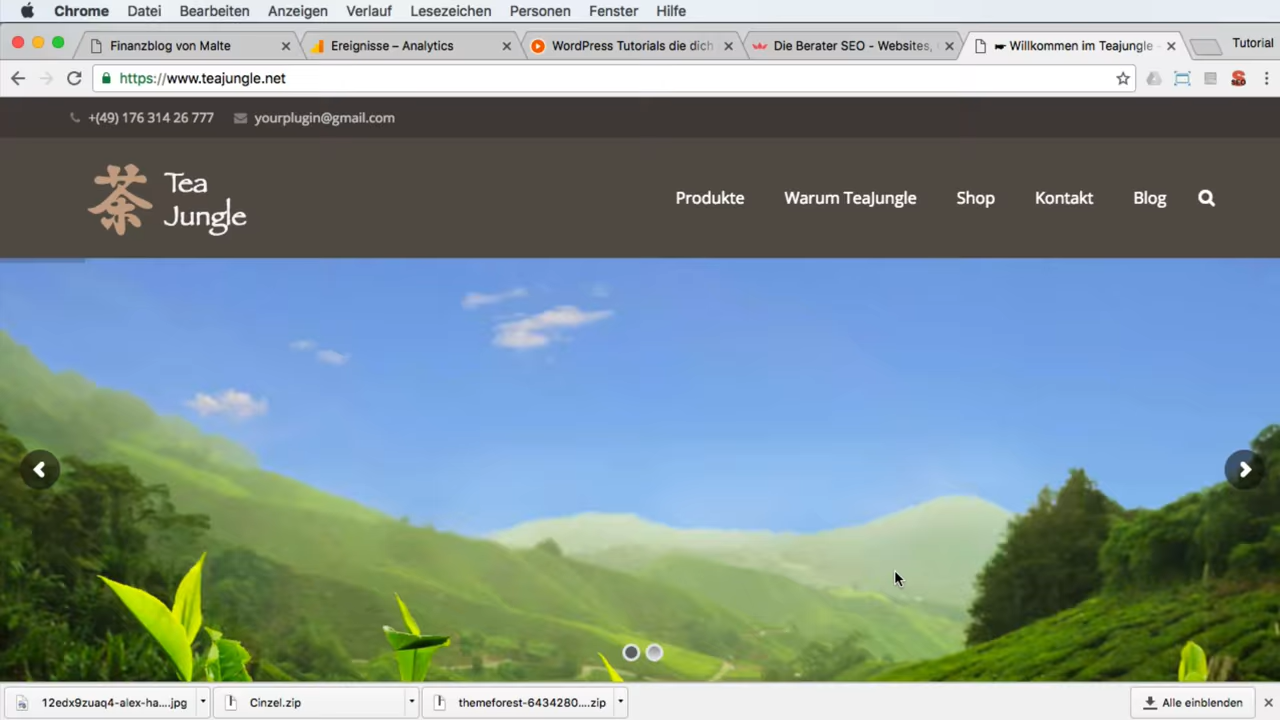 Chrome Datei Bearbeiten Anzeigen Verlauf Lesezeichen Personen Fenster Hilfe
Finanzblog von Malte Ereignisse – Analytics WordPress Tutorials die dich Die Berater SEO - Websites, Willkommen im Teajungle Tutorial
https://www.teajungle.net
+(49) 176 314 26 777 yourplugin@gmail.com
茶 Tea
Jungle
Produkte Warum TeaJungle Shop Kontakt Blog
12edx9zuaq4-alex-ha....jpg Cinzel.zip themeforest-6434280....zip Alle einblenden